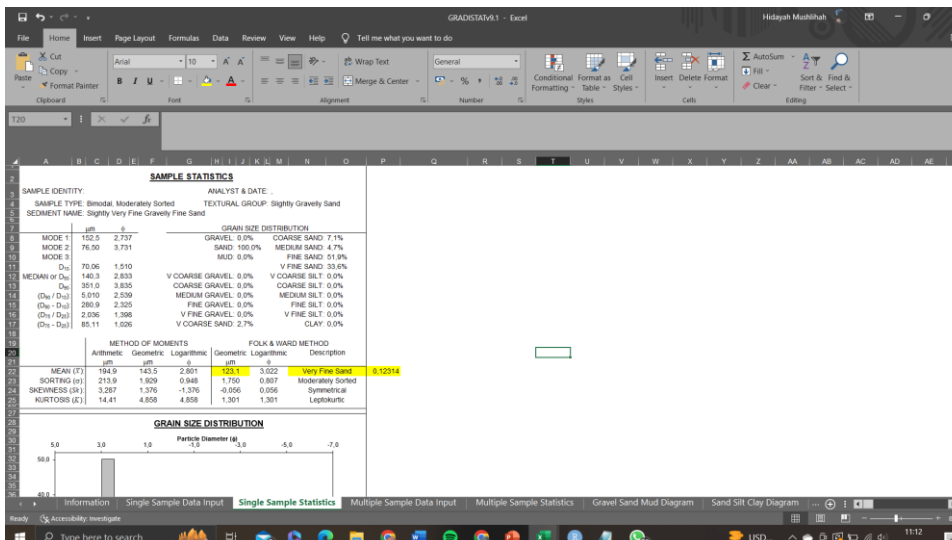 GRADISTATv9.1 - Excel
Hidayah Mushlihah
File Home Insert Page Layout Formulas Data Review View Help Tell me what you want to do
Cut
Copy
Format Painter
Paste
Clipboard
Arial 10
B I U
Font
Wrap Text
Merge & Center
Alignment
General
Number
Conditional Formatting
Format as Table
Cell Styles
Styles
Insert Delete Format
Cells
AutoSum
Fill
Clear
Sort & Filter
Find & Select
Editing
T20
fx
A B C D E F G H I J K L M N O P Q R S T U V W X Y Z AA AB AC AD AE
SAMPLE STATISTICS
SAMPLE IDENTITY: ANALYST & DATE: ,
SAMPLE TYPE: Bimodal, Moderately Sorted TEXTURAL GROUP: Slightly Gravelly Sand
SEDIMENT NAME: Slightly Very Fine Gravelly Fine Sand
µm ϕ GRAIN SIZE DISTRIBUTION
MODE 1: 152,5 2,737 GRAVEL: 0,0% COARSE SAND: 7,1%
MODE 2: 76,50 3,731 SAND: 100,0% MEDIUM SAND: 4,7%
MODE 3: MUD: 0,0% FINE SAND: 51,9%
D10: 70,06 1,510 V FINE SAND: 33,6%
MEDIAN or D50: 140,3 2,833 V COARSE GRAVEL: 0,0% V COARSE SILT: 0,0%
D90: 351,0 3,835 COARSE GRAVEL: 0,0% COARSE SILT: 0,0%
(D90 / D10): 5,010 2,539 MEDIUM GRAVEL: 0,0% MEDIUM SILT: 0,0%
(D90 - D10): 280,9 2,325 FINE GRAVEL: 0,0% FINE SILT: 0,0%
(D75 / D25): 2,036 1,398 V FINE GRAVEL: 0,0% V FINE SILT: 0,0%
(D75 - D25): 85,11 1,026 V COARSE SAND: 2,7% CLAY: 0,0%
METHOD OF MOMENTS FOLK & WARD METHOD
Arithmetic Geometric Logarithmic Geometric Logarithmic Description
µm µm ϕ µm ϕ
MEAN (x̄): 194,9 143,5 2,801 123,1 3,022 Very Fine Sand 0,12314
SORTING (σ): 213,9 1,929 0,948 1,750 0,807 Moderately Sorted
SKEWNESS (Sk): 3,287 1,376 -1,376 -0,056 0,056 Symmetrical
KURTOSIS (K): 14,41 4,858 4,858 1,301 1,301 Leptokurtic
GRAIN SIZE DISTRIBUTION
Particle Diameter (ϕ)
5,0 3,0 1,0 -1,0 -3,0 -5,0 -7,0
50,0
40,0
Information Single Sample Data Input Single Sample Statistics Multiple Sample Data Input Multiple Sample Statistics Gravel Sand Mud Diagram Sand Silt Clay Diagram ...
Ready Accessibility: Investigate
Type here to search
USD...
11:12